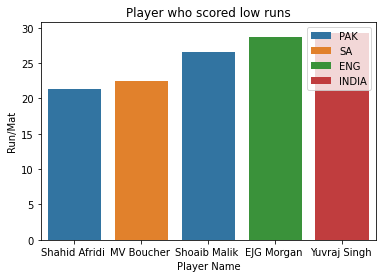 Player who scored low runs
PAK
SA
ENG
INDIA
30
25
20
15
10
5
0
Run/Mat
Shahid Afridi MV Boucher Shoaib Malik EJG Morgan Yuvraj Singh
Player Name